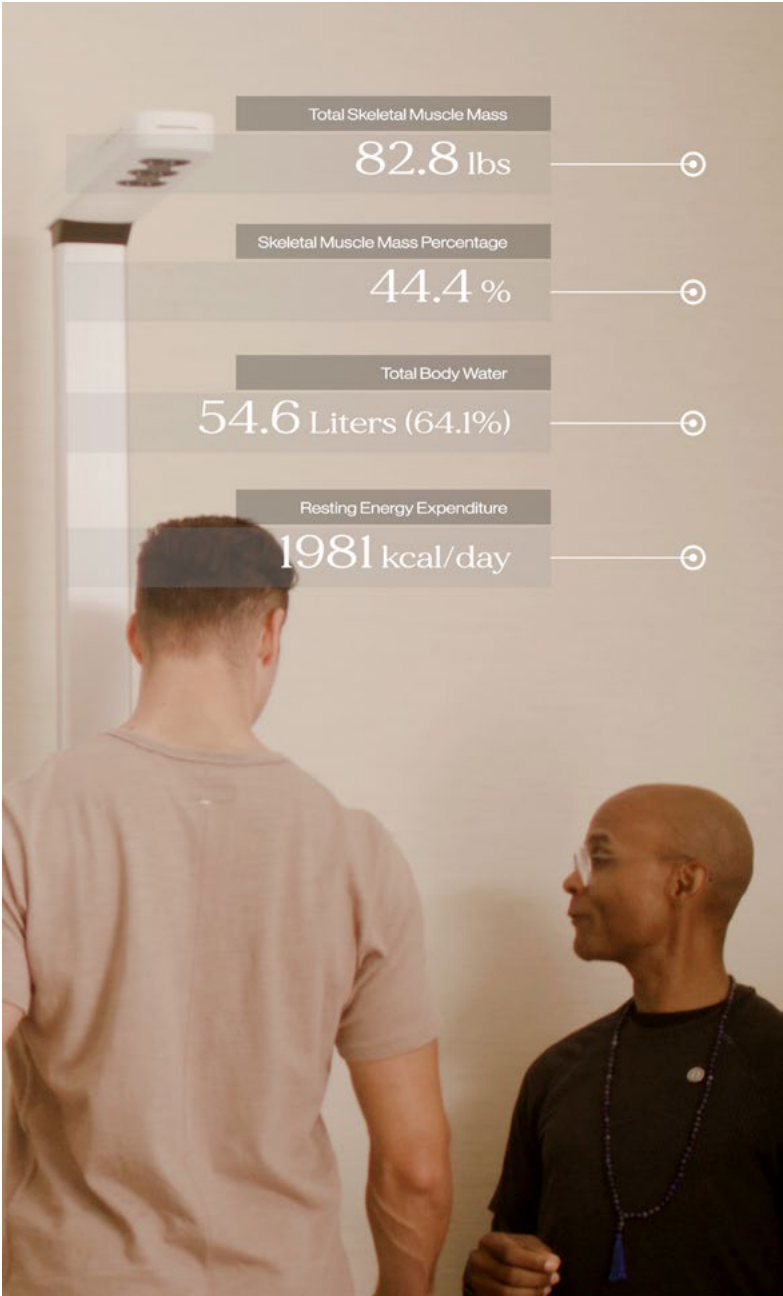 Total Skeletal Muscle Mass
82.8 lbs
Skeletal Muscle Mass Percentage
44.4 %
Total Body Water
54.6 Liters (64.1%)
Resting Energy Expenditure
1981 kcal/day